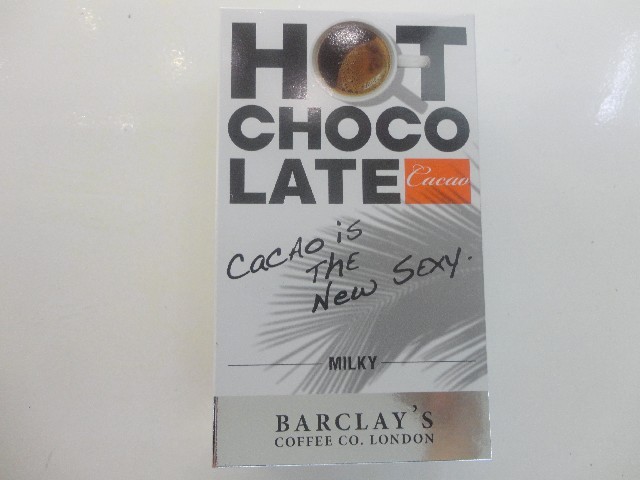 HOT
CHOCO
LATE Cacao
CACAO is
The
New Sexy.
MILKY
BARCLAY'S
COFFEE CO. LONDON